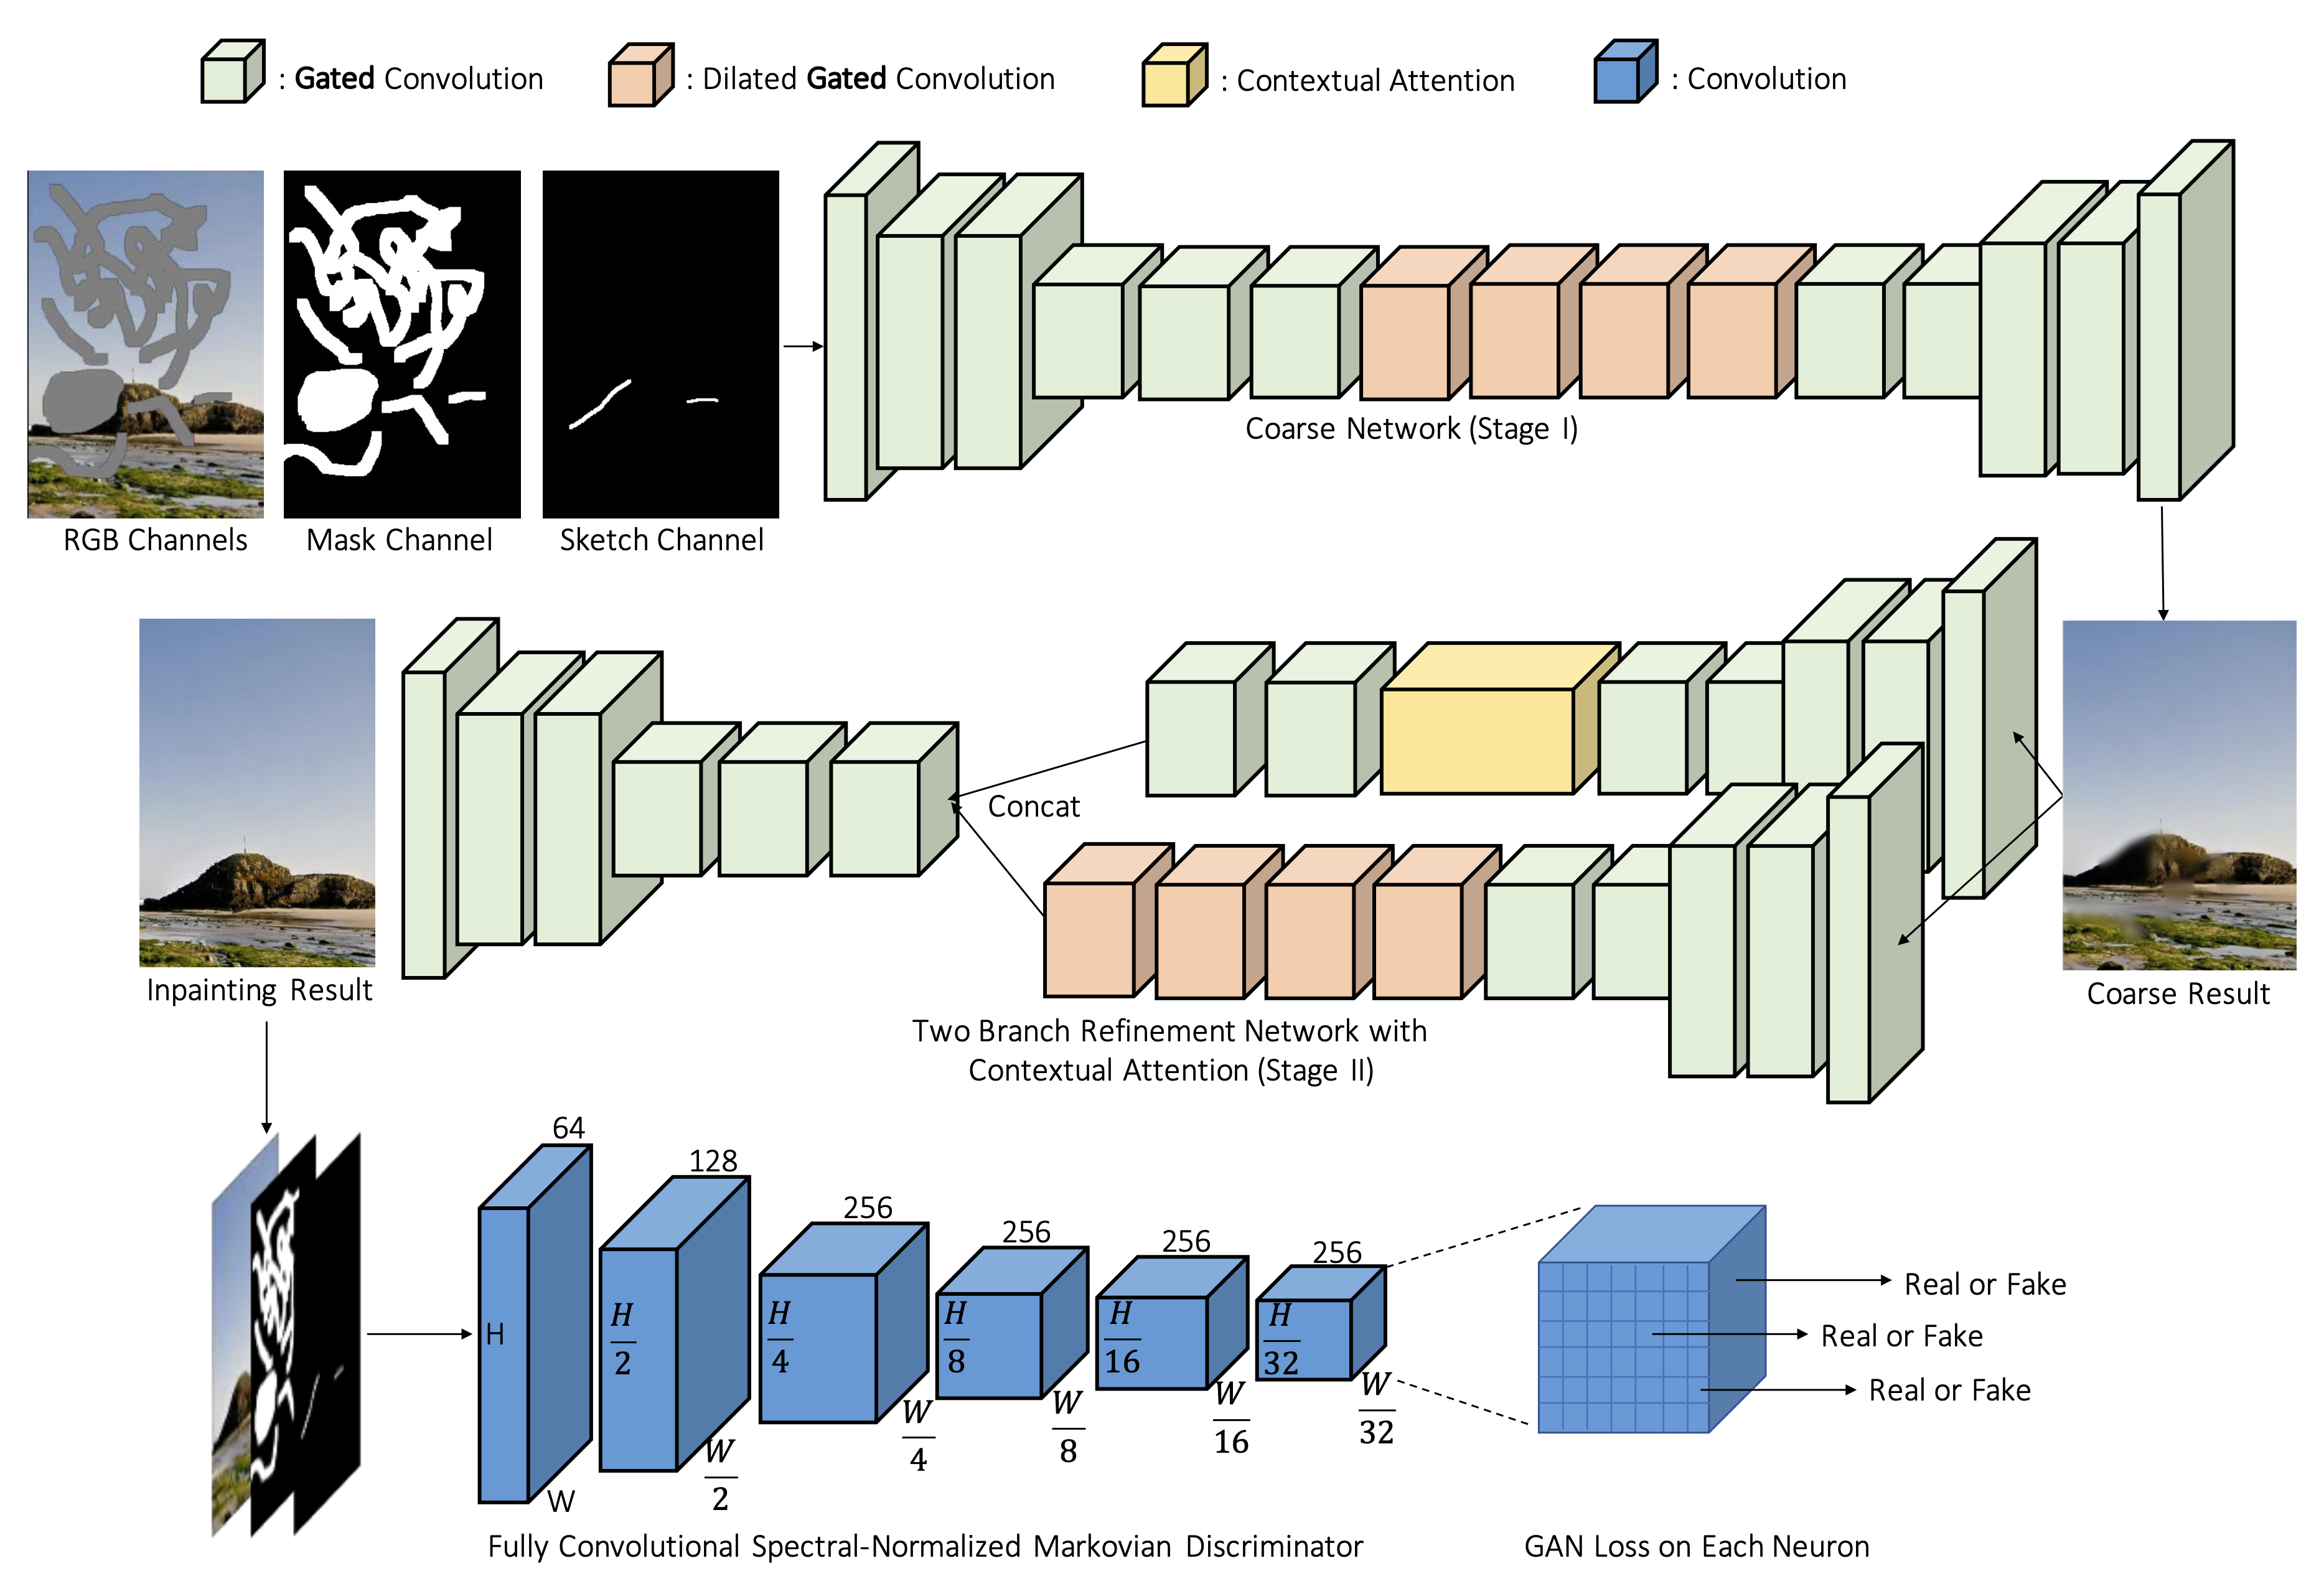 : Gated Convolution
: Dilated Gated Convolution
: Contextual Attention
: Convolution
RGB Channels
Mask Channel
Sketch Channel
Coarse Network (Stage I)
Concat
Inpainting Result
Coarse Result
Two Branch Refinement Network with
Contextual Attention (Stage II)
64
128
256
256
256
256
H
H
2
H
4
H
8
H
16
H
32
W
W
2
W
4
W
8
W
16
W
32
Real or Fake
Real or Fake
Real or Fake
Fully Convolutional Spectral-Normalized Markovian Discriminator
GAN Loss on Each Neuron